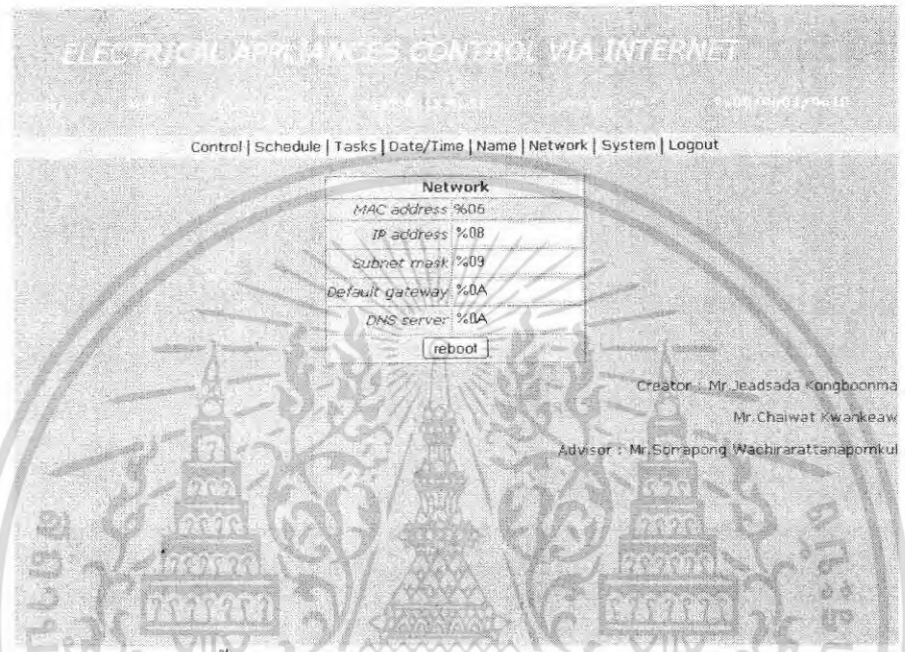 ELECTRICAL APPLIANCES CONTROL VIA INTERNET
Control | Schedule | Tasks | Date/Time | Name | Network | System | Logout
Network
MAC address %06
IP address %08
Subnet mask %09
Default gateway %0A
DNS server %0A
reboot
Creator : Mr.Jeadsada Kongboonma
Mr.Chaiwat Kwankeaw
Advisor : Mr.Sorrapong Wachirarattanapornkul